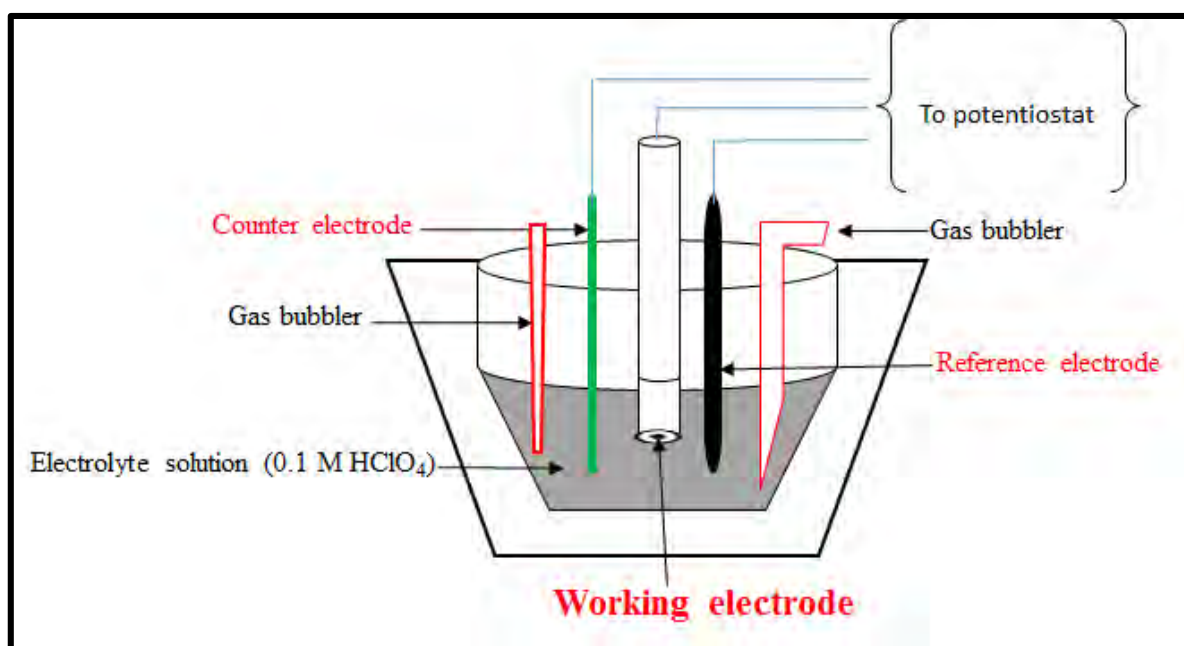 To potentiostat
Counter electrode
Gas bubbler
Gas bubbler
Reference electrode
Electrolyte solution (0.1 M HClO₄)
Working electrode